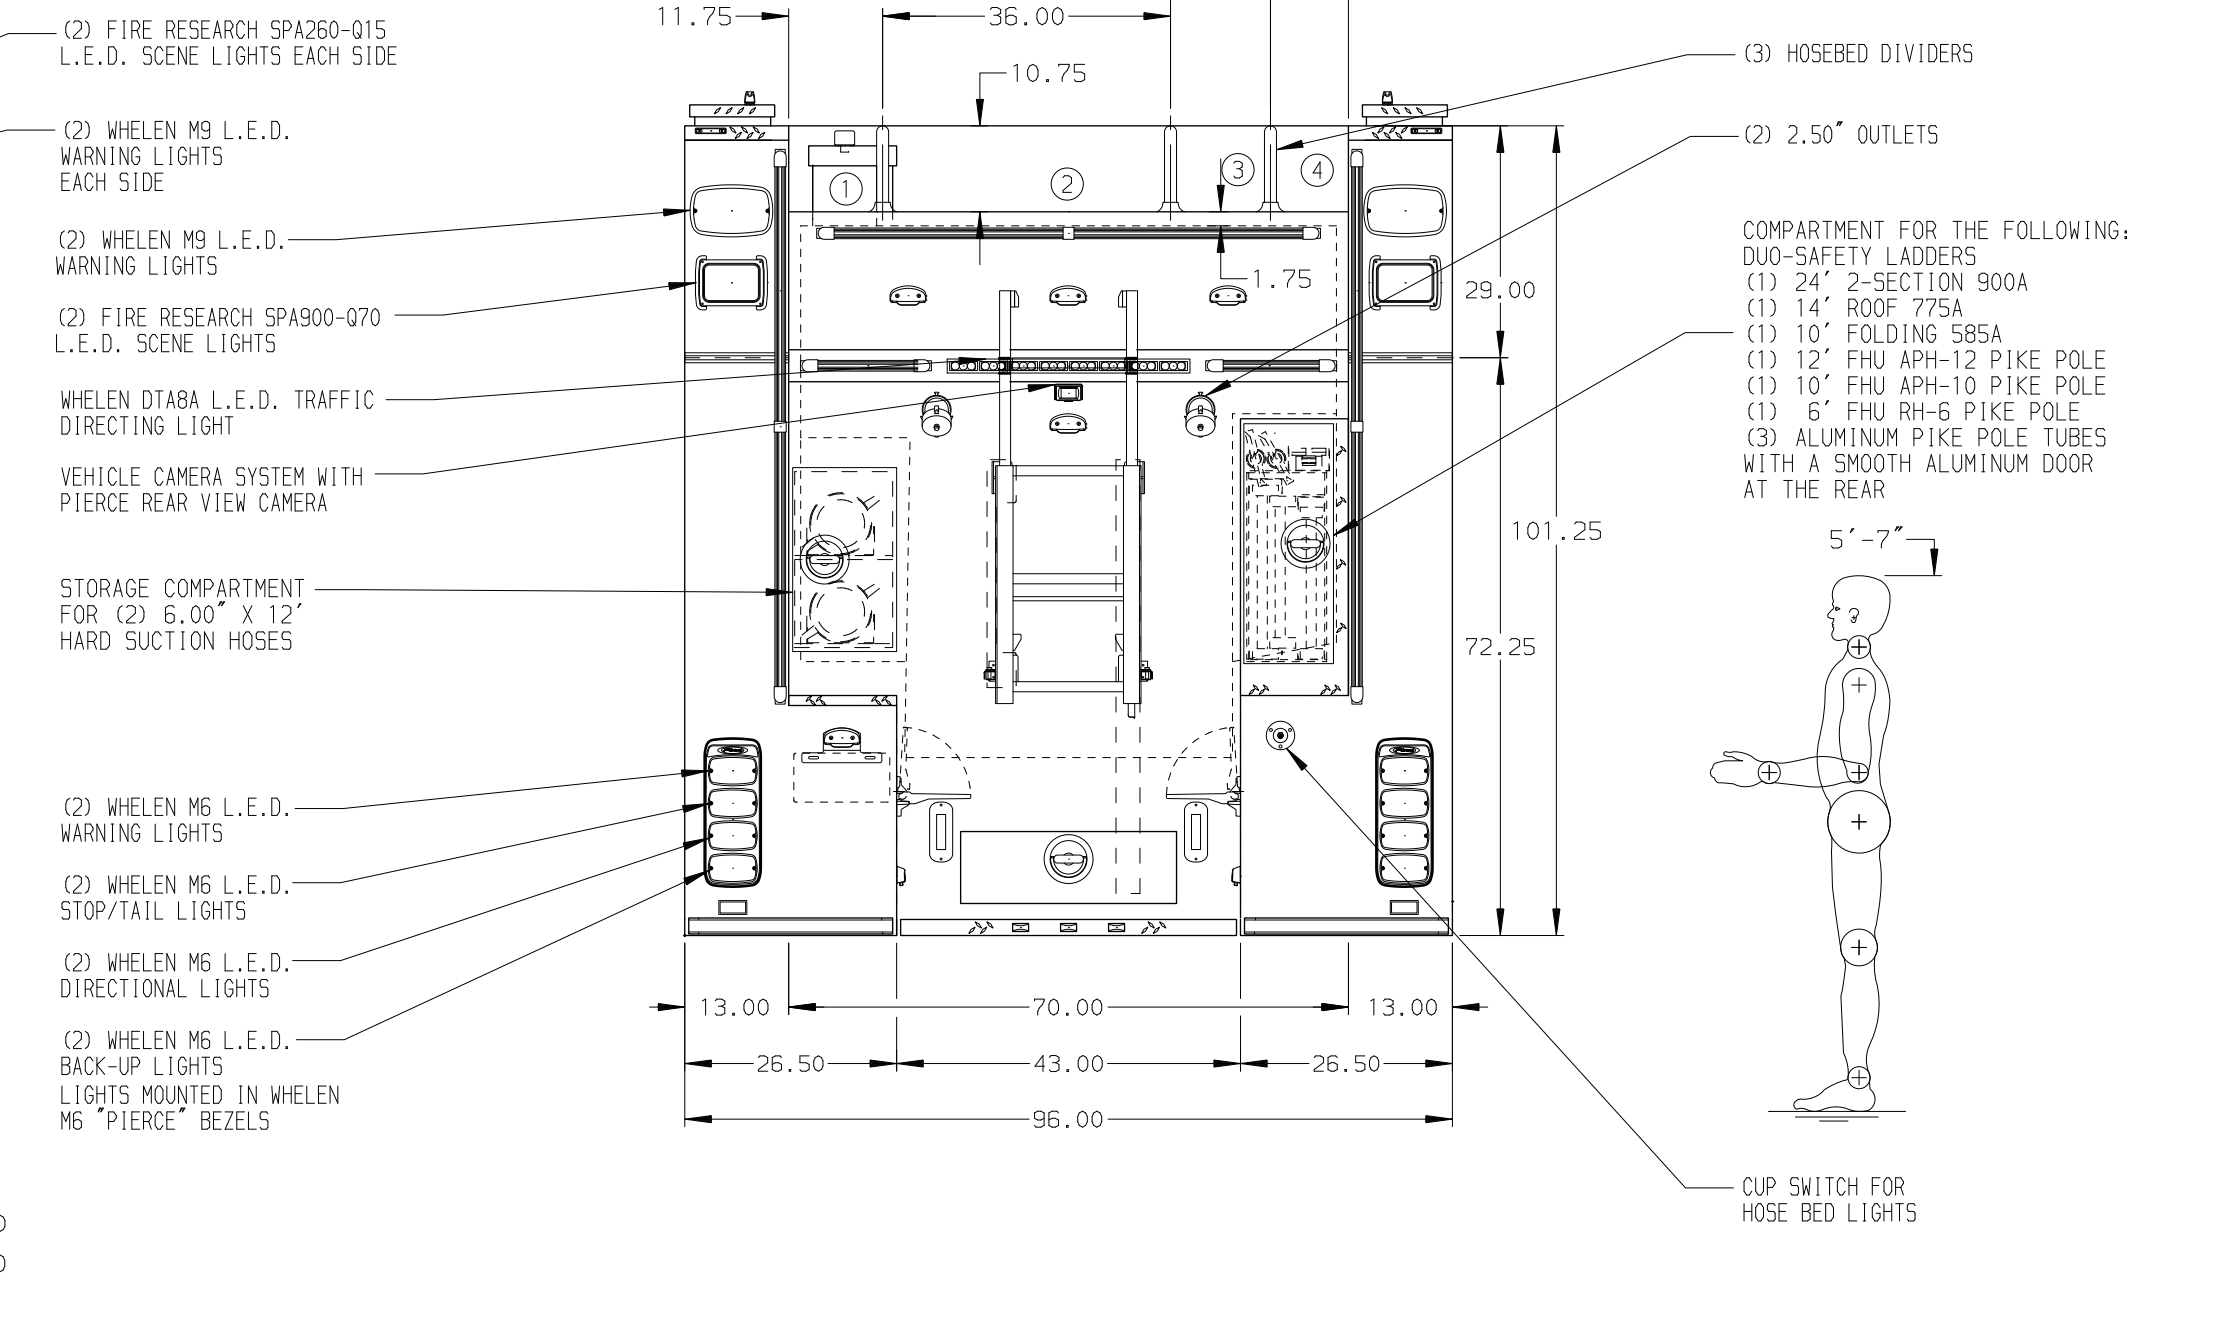 (2) FIRE RESEARCH SPA260-Q15
L.E.D. SCENE LIGHTS EACH SIDE
(2) WHELEN M9 L.E.D.
WARNING LIGHTS
EACH SIDE
(2) WHELEN M9 L.E.D.
WARNING LIGHTS
(2) FIRE RESEARCH SPA900-Q70
L.E.D. SCENE LIGHTS
WHELEN DTA8A L.E.D. TRAFFIC
DIRECTING LIGHT
VEHICLE CAMERA SYSTEM WITH
PIERCE REAR VIEW CAMERA
STORAGE COMPARTMENT
FOR (2) 6.00" X 12'
HARD SUCTION HOSES
(2) WHELEN M6 L.E.D.
WARNING LIGHTS
(2) WHELEN M6 L.E.D.
STOP/TAIL LIGHTS
(2) WHELEN M6 L.E.D.
DIRECTIONAL LIGHTS
(2) WHELEN M6 L.E.D.
BACK-UP LIGHTS
LIGHTS MOUNTED IN WHELEN
M6 "PIERCE" BEZELS
11.75
36.00
10.75
1
2
3
4
1.75
29.00
101.25
72.25
13.00
70.00
13.00
26.50
43.00
26.50
96.00
(3) HOSEBED DIVIDERS
(2) 2.50" OUTLETS
COMPARTMENT FOR THE FOLLOWING:
DUO-SAFETY LADDERS
(1) 24' 2-SECTION 900A
(1) 14' ROOF 775A
(1) 10' FOLDING 585A
(1) 12' FHU APH-12 PIKE POLE
(1) 10' FHU APH-10 PIKE POLE
(1) 6' FHU RH-6 PIKE POLE
(3) ALUMINUM PIKE POLE TUBES
WITH A SMOOTH ALUMINUM DOOR
AT THE REAR
5'-7"
CUP SWITCH FOR
HOSE BED LIGHTS